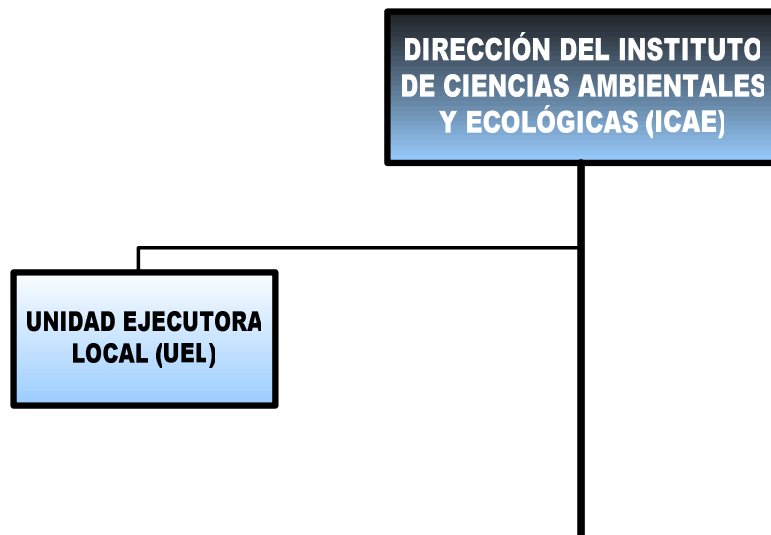 DIRECCIÓN DEL INSTITUTO
DE CIENCIAS AMBIENTALES
Y ECOLÓGICAS (ICAE)
UNIDAD EJECUTORA
LOCAL (UEL)